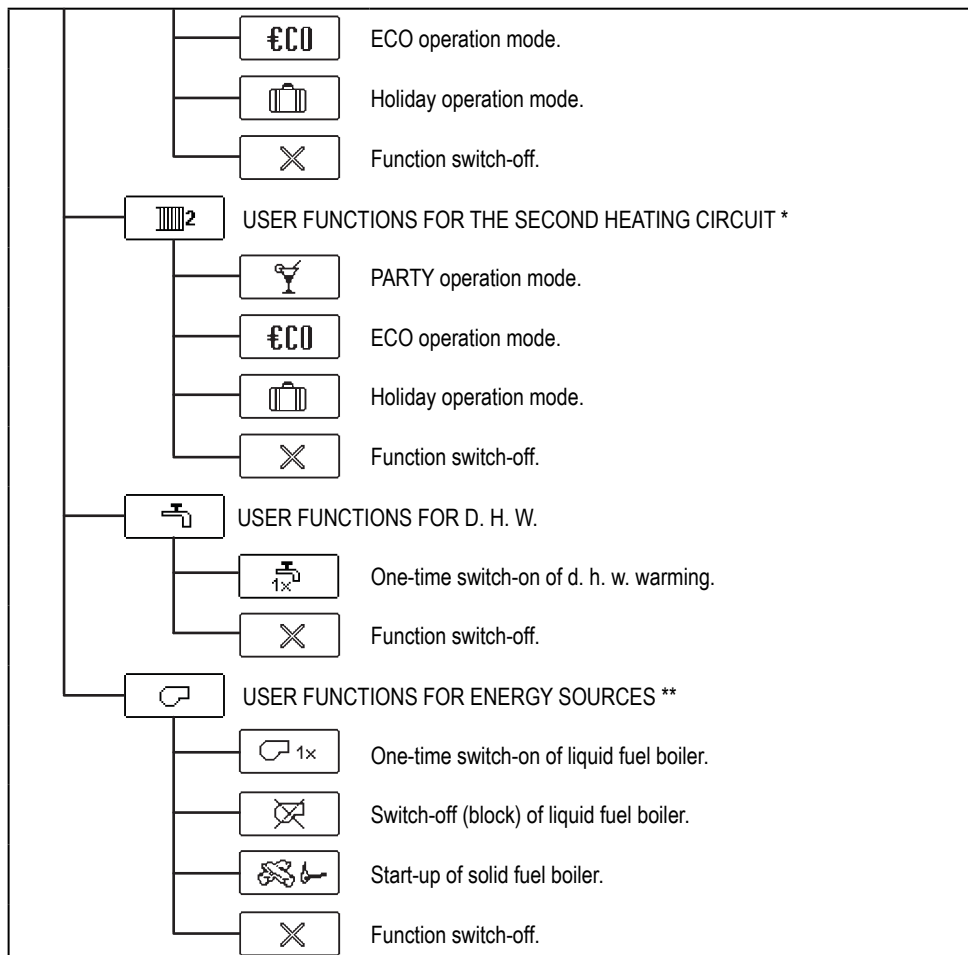 €CO ECO operation mode.
Holiday operation mode.
Function switch-off.
2 USER FUNCTIONS FOR THE SECOND HEATING CIRCUIT *
PARTY operation mode.
€CO ECO operation mode.
Holiday operation mode.
Function switch-off.
USER FUNCTIONS FOR D. H. W.
1x One-time switch-on of d. h. w. warming.
Function switch-off.
USER FUNCTIONS FOR ENERGY SOURCES **
1x One-time switch-on of liquid fuel boiler.
Switch-off (block) of liquid fuel boiler.
Start-up of solid fuel boiler.
Function switch-off.